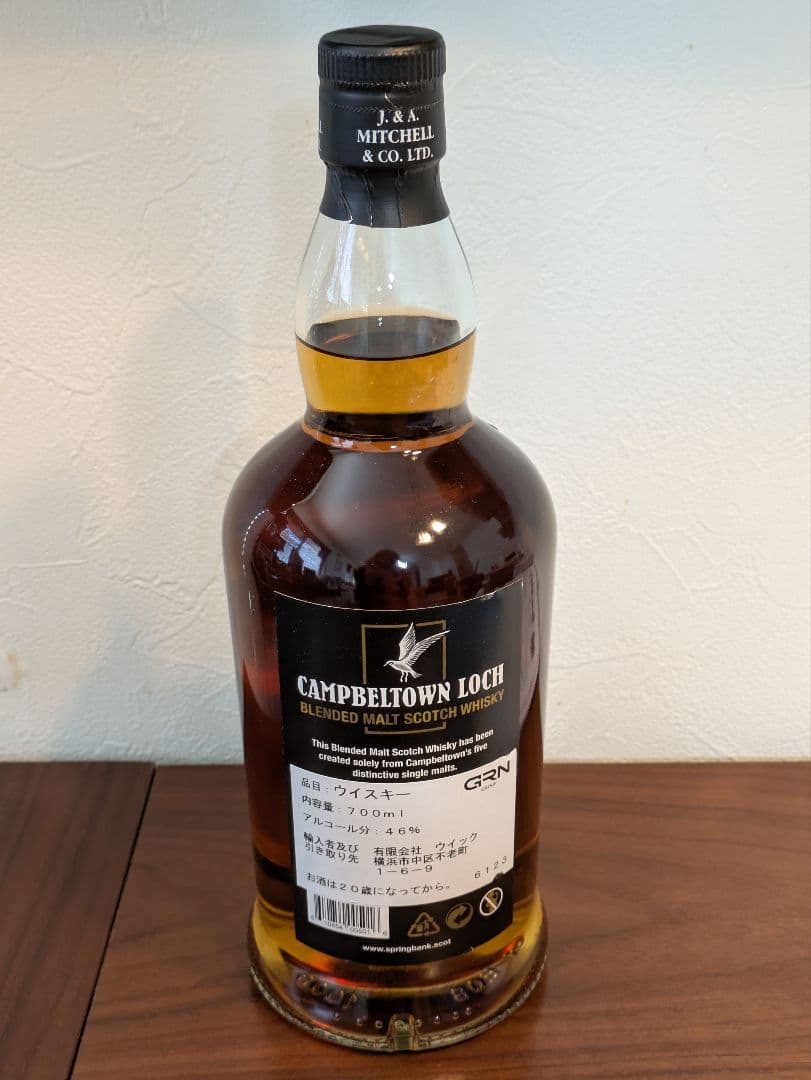 J. & A.
MITCHELL
& CO. LTD.
CAMPBELTOWN LOCH
BLENDED MALT SCOTCH WHISKY
This Blended Malt Scotch Whisky has been
created solely from Campbeltown's five
distinctive single malts.
GRN
GROUP
品目：ウイスキー
内容量：700ml
アルコール分：46%
輸入者及び 有限会社 ウイック
引き取り先 横浜市中区不老町
1－6－9
6123
お酒は20歳になってから。
www.springbank.scot